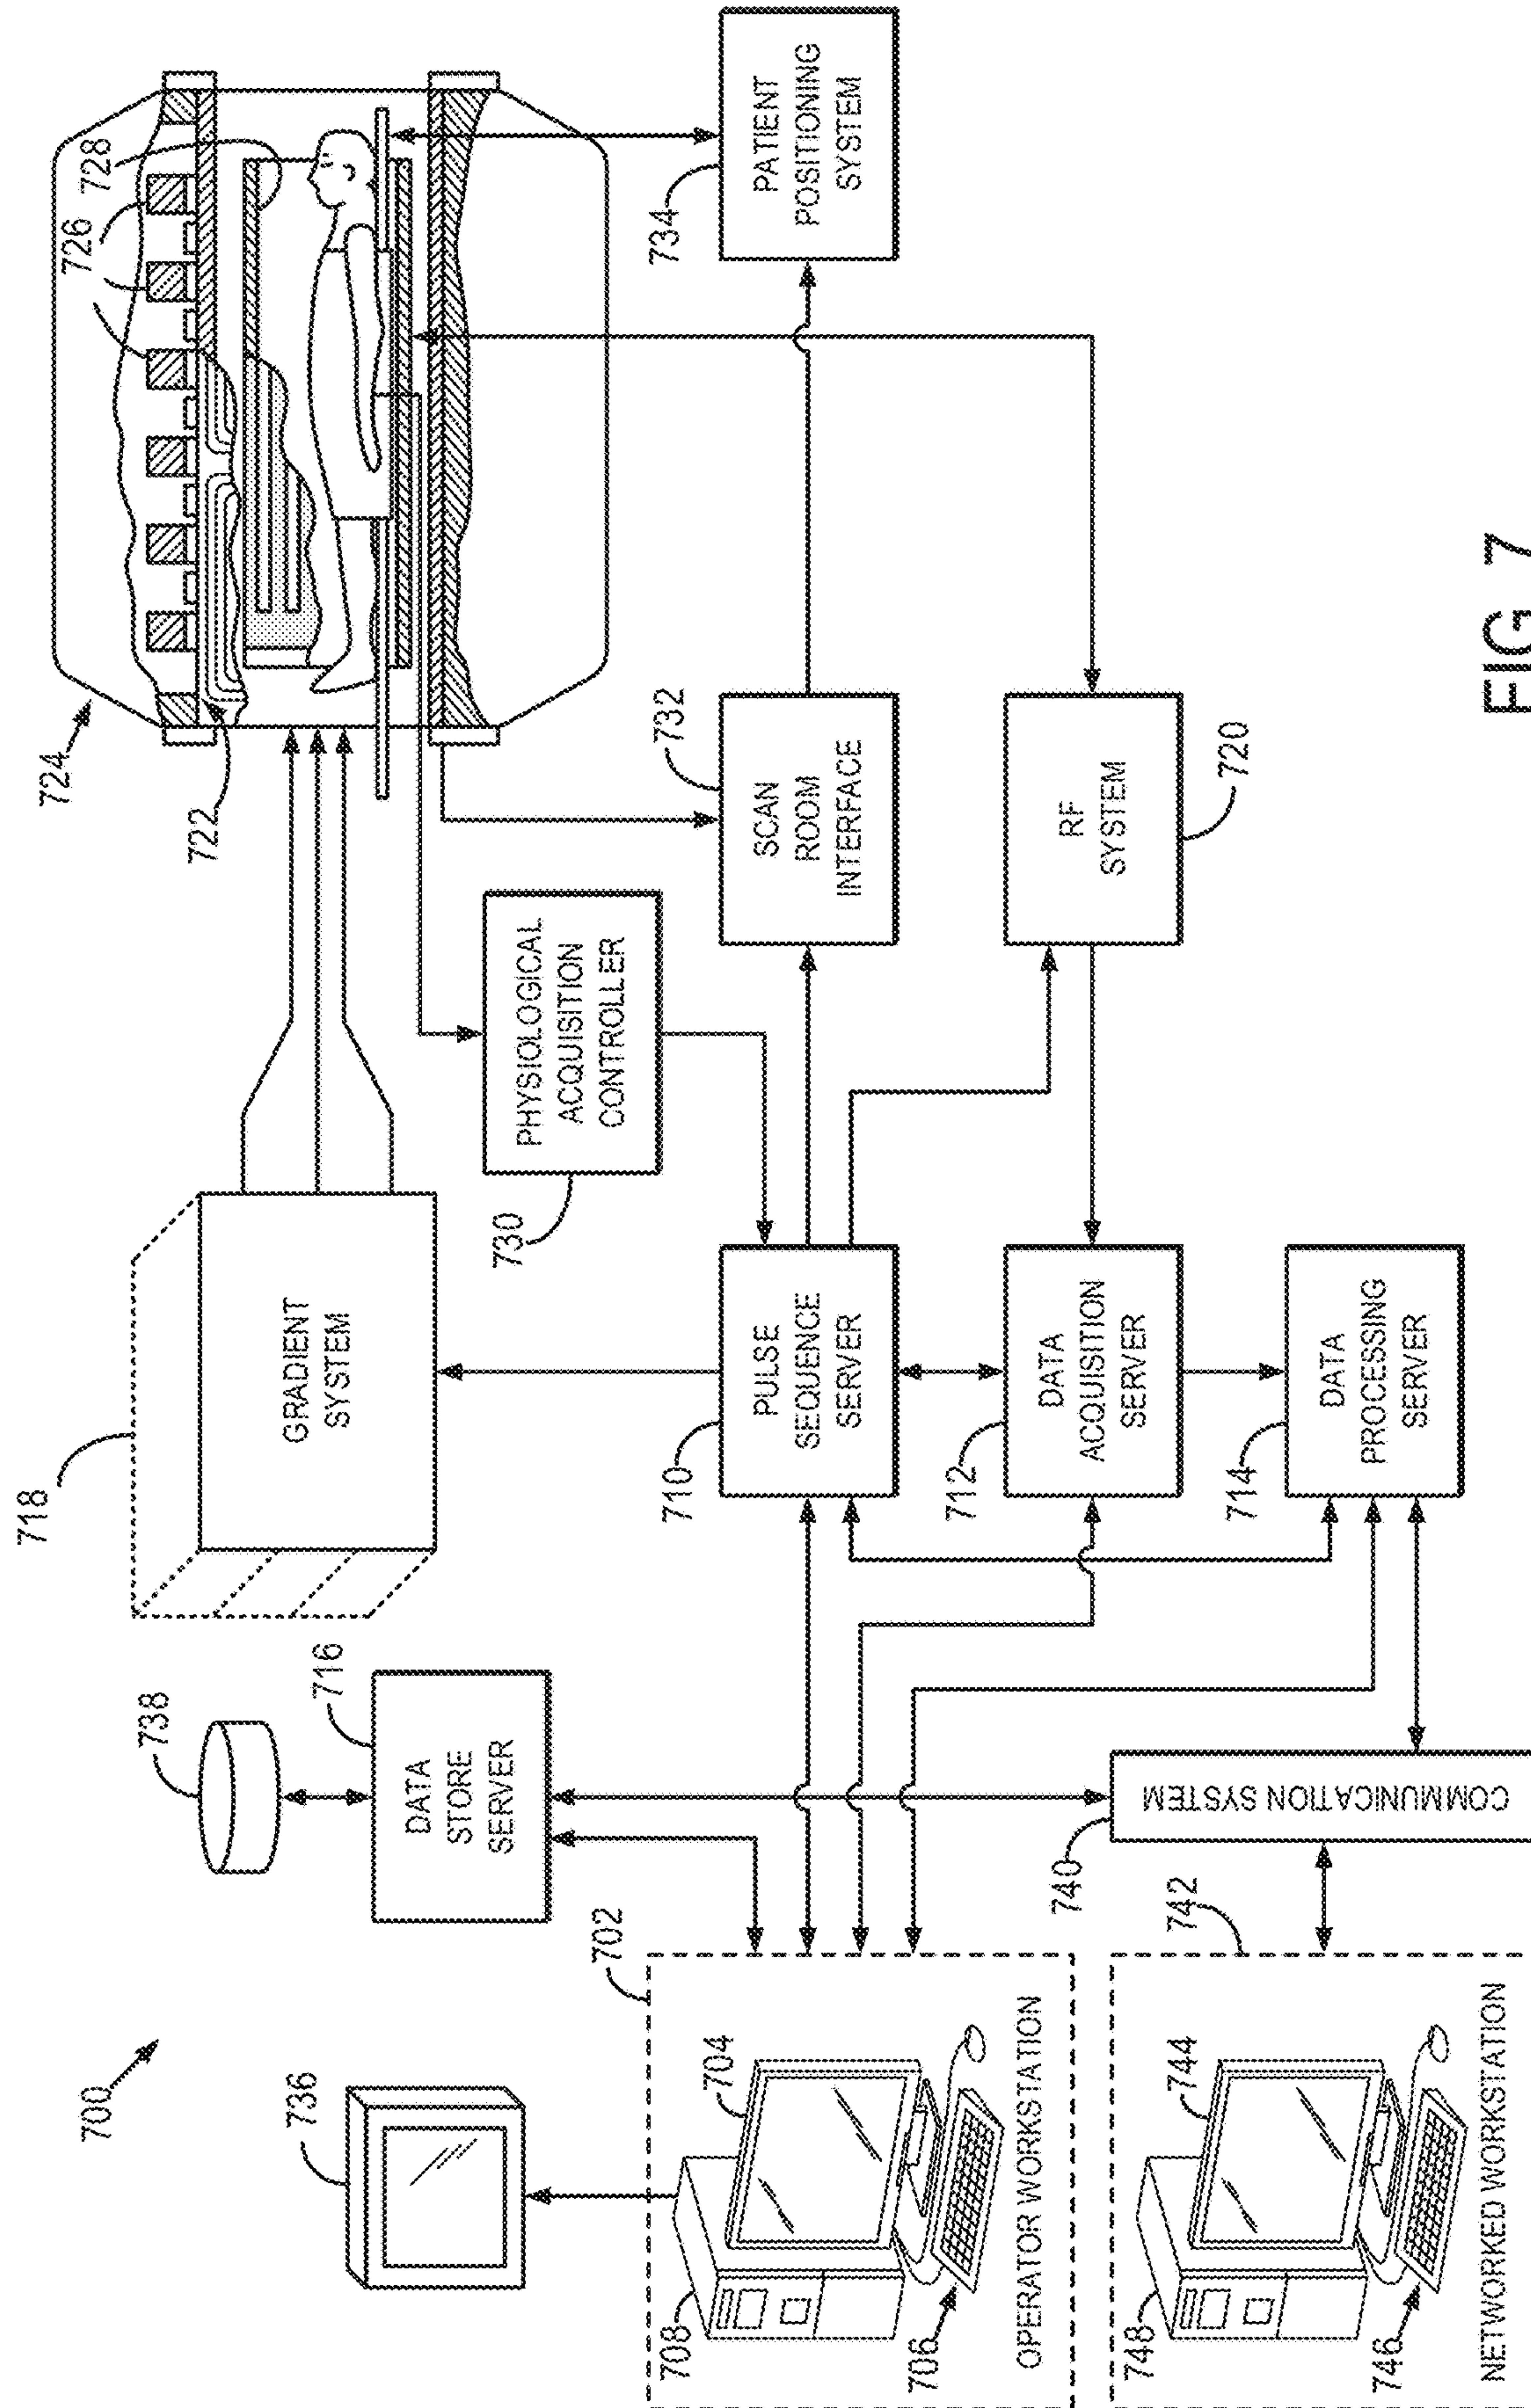 700
738
736
716
DATA
STORE
SERVER
718
GRADIENT
SYSTEM
724
722
726
728
730
PHYSIOLOGICAL
ACQUISITION
CONTROLLER
702
704
708
706
OPERATOR WORKSTATION
710
PULSE
SEQUENCE
SERVER
732
SCAN
ROOM
INTERFACE
734
PATIENT
POSITIONING
SYSTEM
712
DATA
ACQUISITION
SERVER
RF
SYSTEM
720
740
COMMUNICATION SYSTEM
742
744
748
746
NETWORKED WORKSTATION
714
DATA
PROCESSING
SERVER
FIG. 7